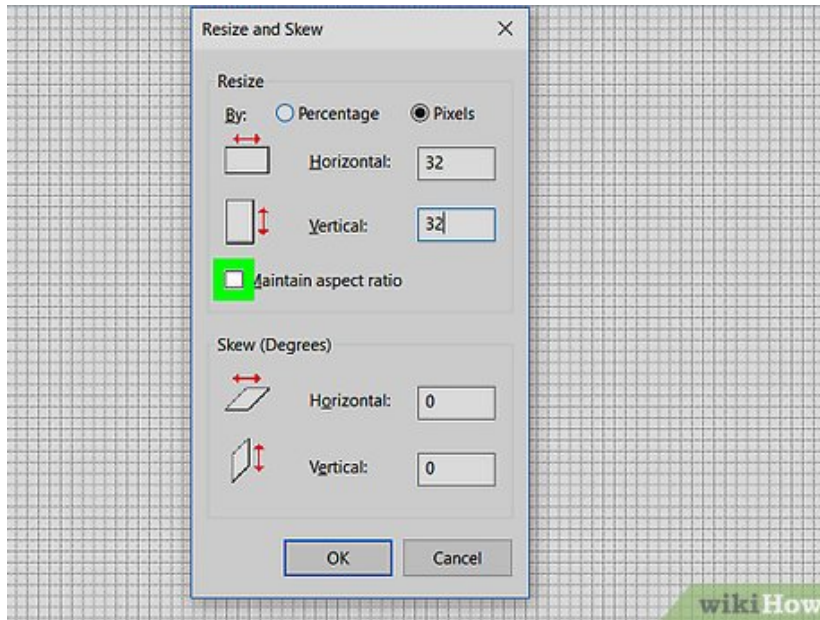 Resize and Skew
Resize
By: Percentage Pixels
Horizontal: 32
Vertical: 32
Maintain aspect ratio
Skew (Degrees)
Horizontal: 0
Vertical: 0
OK Cancel
wikiHow